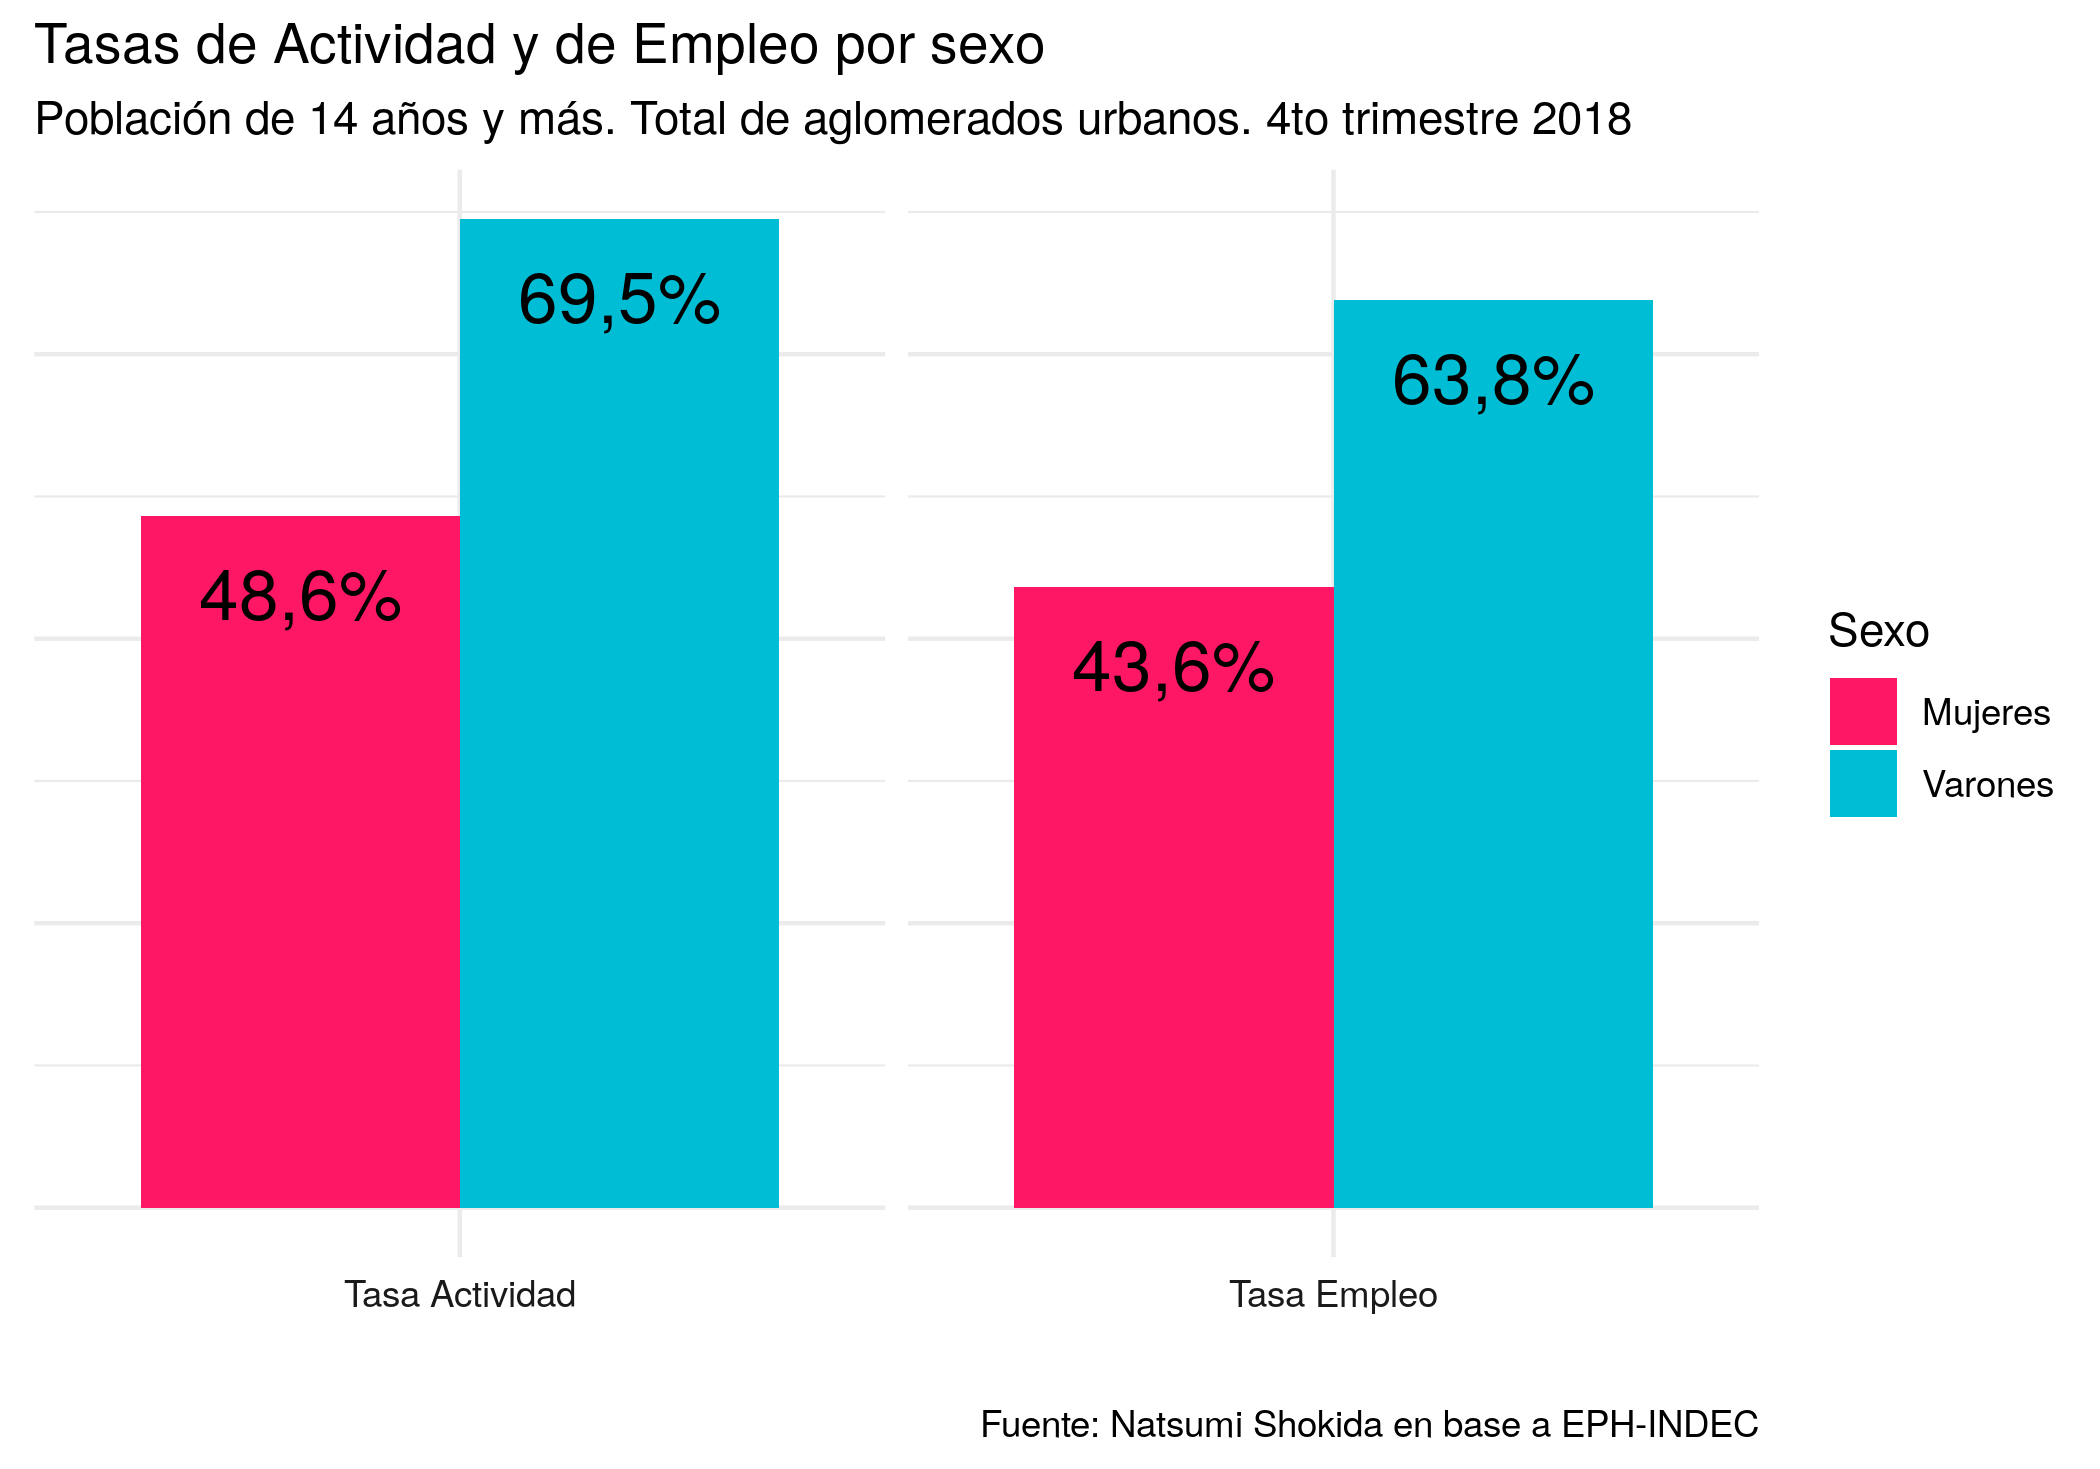 Tasas de Actividad y de Empleo por sexo
Población de 14 años y más. Total de aglomerados urbanos. 4to trimestre 2018
69,5%
48,6%
63,8%
43,6%
Tasa Actividad
Tasa Empleo
Sexo
Mujeres
Varones
Fuente: Natsumi Shokida en base a EPH-INDEC